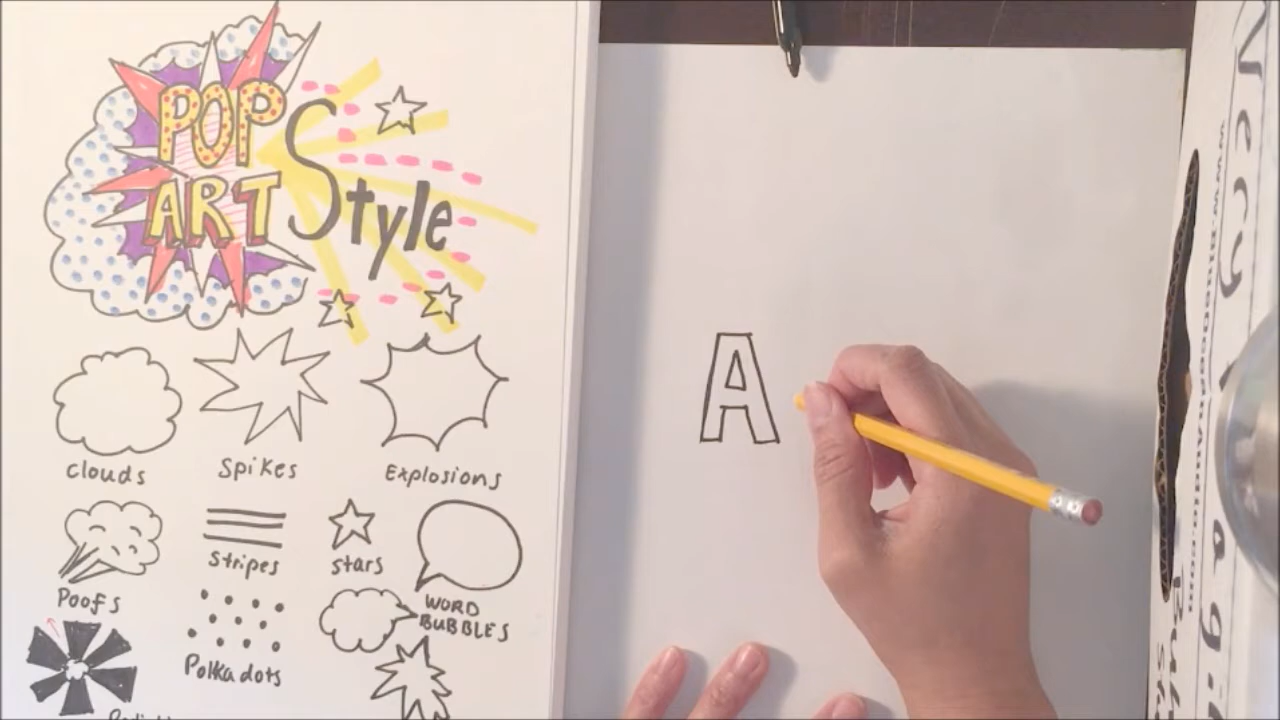 POP
ART
Style
Clouds
Spikes
Explosions
Stripes
Stars
Poofs
WORD
BUBBLES
Polka dots
A